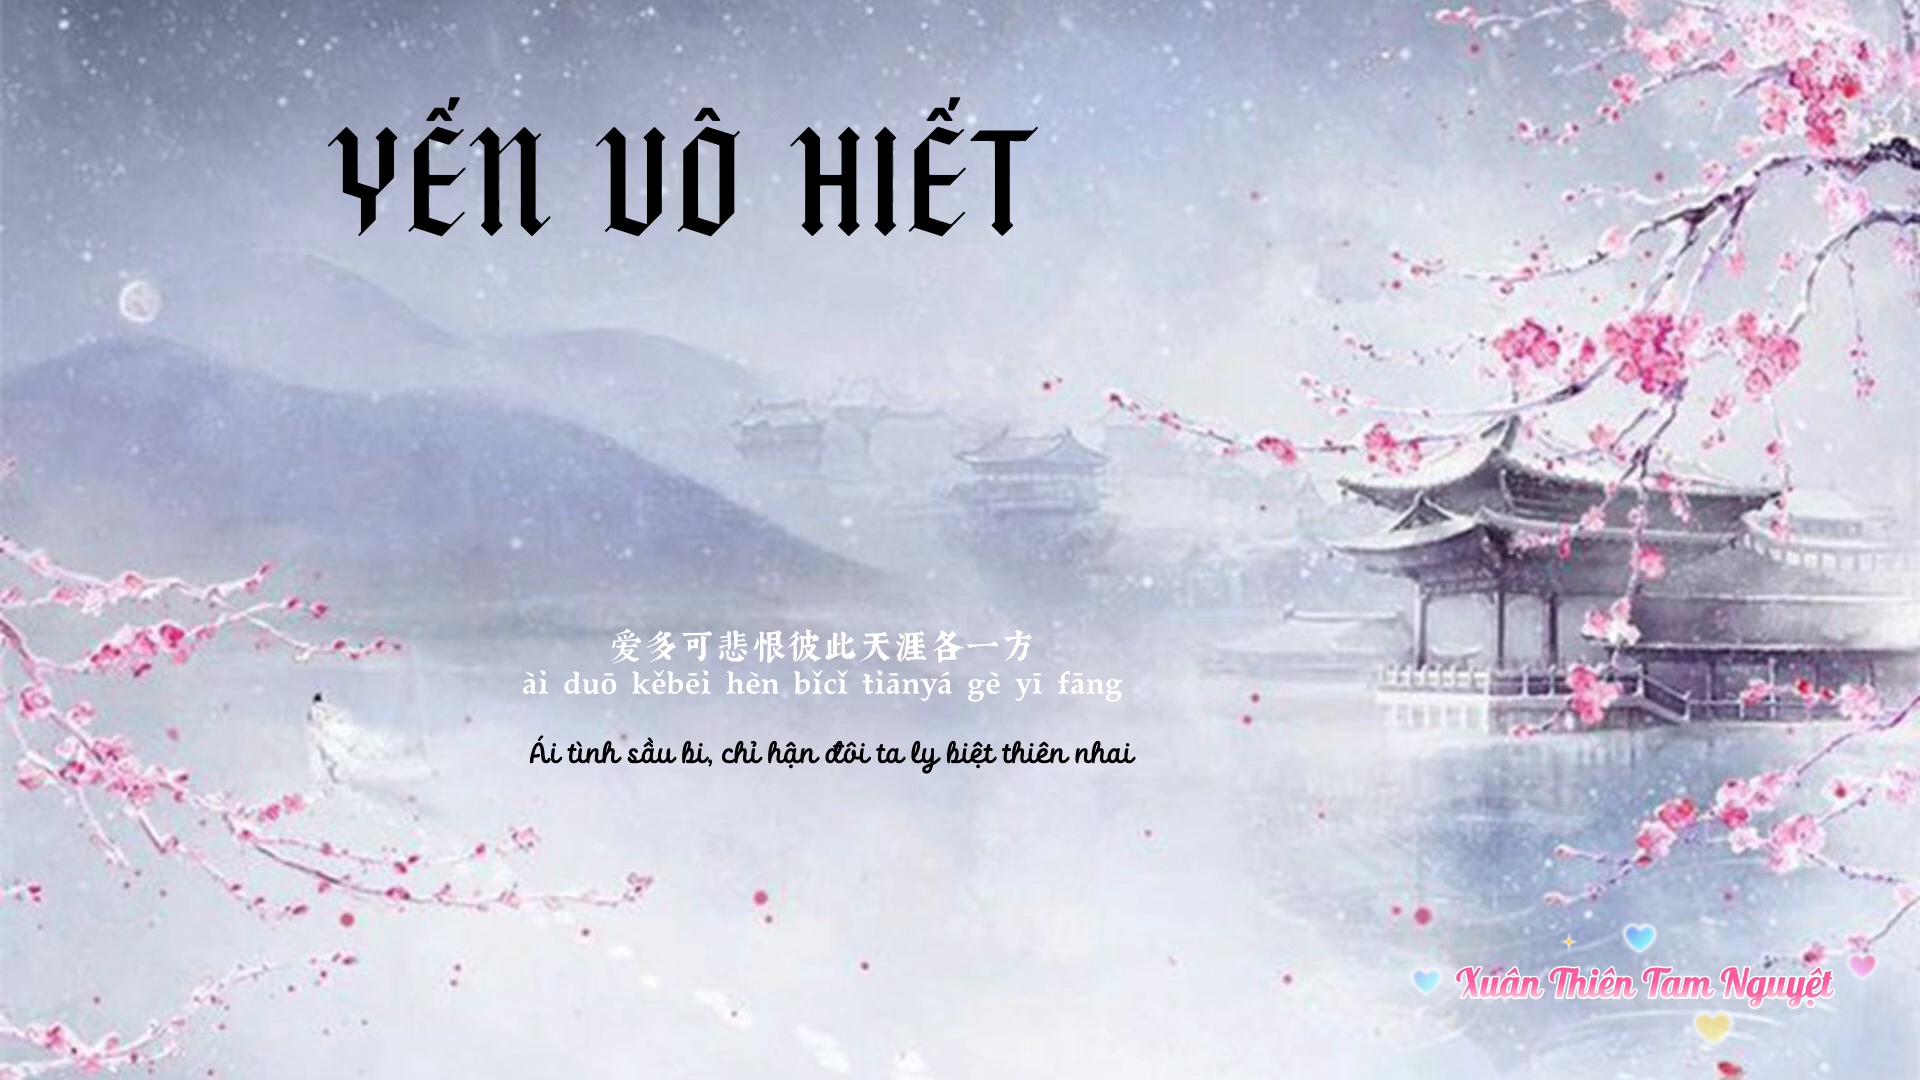 YẾN VÔ HIẾT
爱多可悲恨彼此天涯各一方
ài duō kěbēi hèn bǐcǐ tiānyá gè yī fāng
Ái tình sầu bi, chỉ hận đôi ta ly biệt thiên nhai
Xuân Thiên Tam Nguyệt